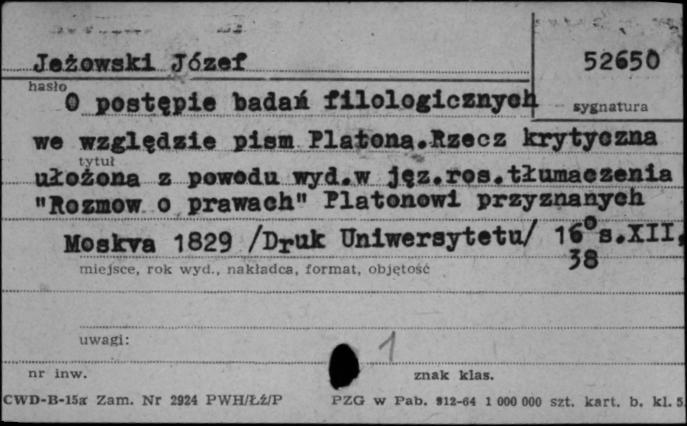 Jeżowski Józef
52650
hasło
O postępie badań filologicznych
sygnatura
we względzie pism Platona.Rzecz krytyczna
tytuł
ułożona z powodu wyd.w jęz.ros.tłumaczenia
"Rozmow o prawach" Platonowi przyznanych
Moskva 1829 /Druk Uniwersytetu/ 16⁰s.XII,
38
miejsce, rok wyd., nakładca, format, objętość
uwagi:
1
nr inw.
znak klas.
CWD-B-15a Zam. Nr 2924 PWH/Łź/P PZG w Pab. 912-64 1 000 000 szt. kart. b. kl. 5.